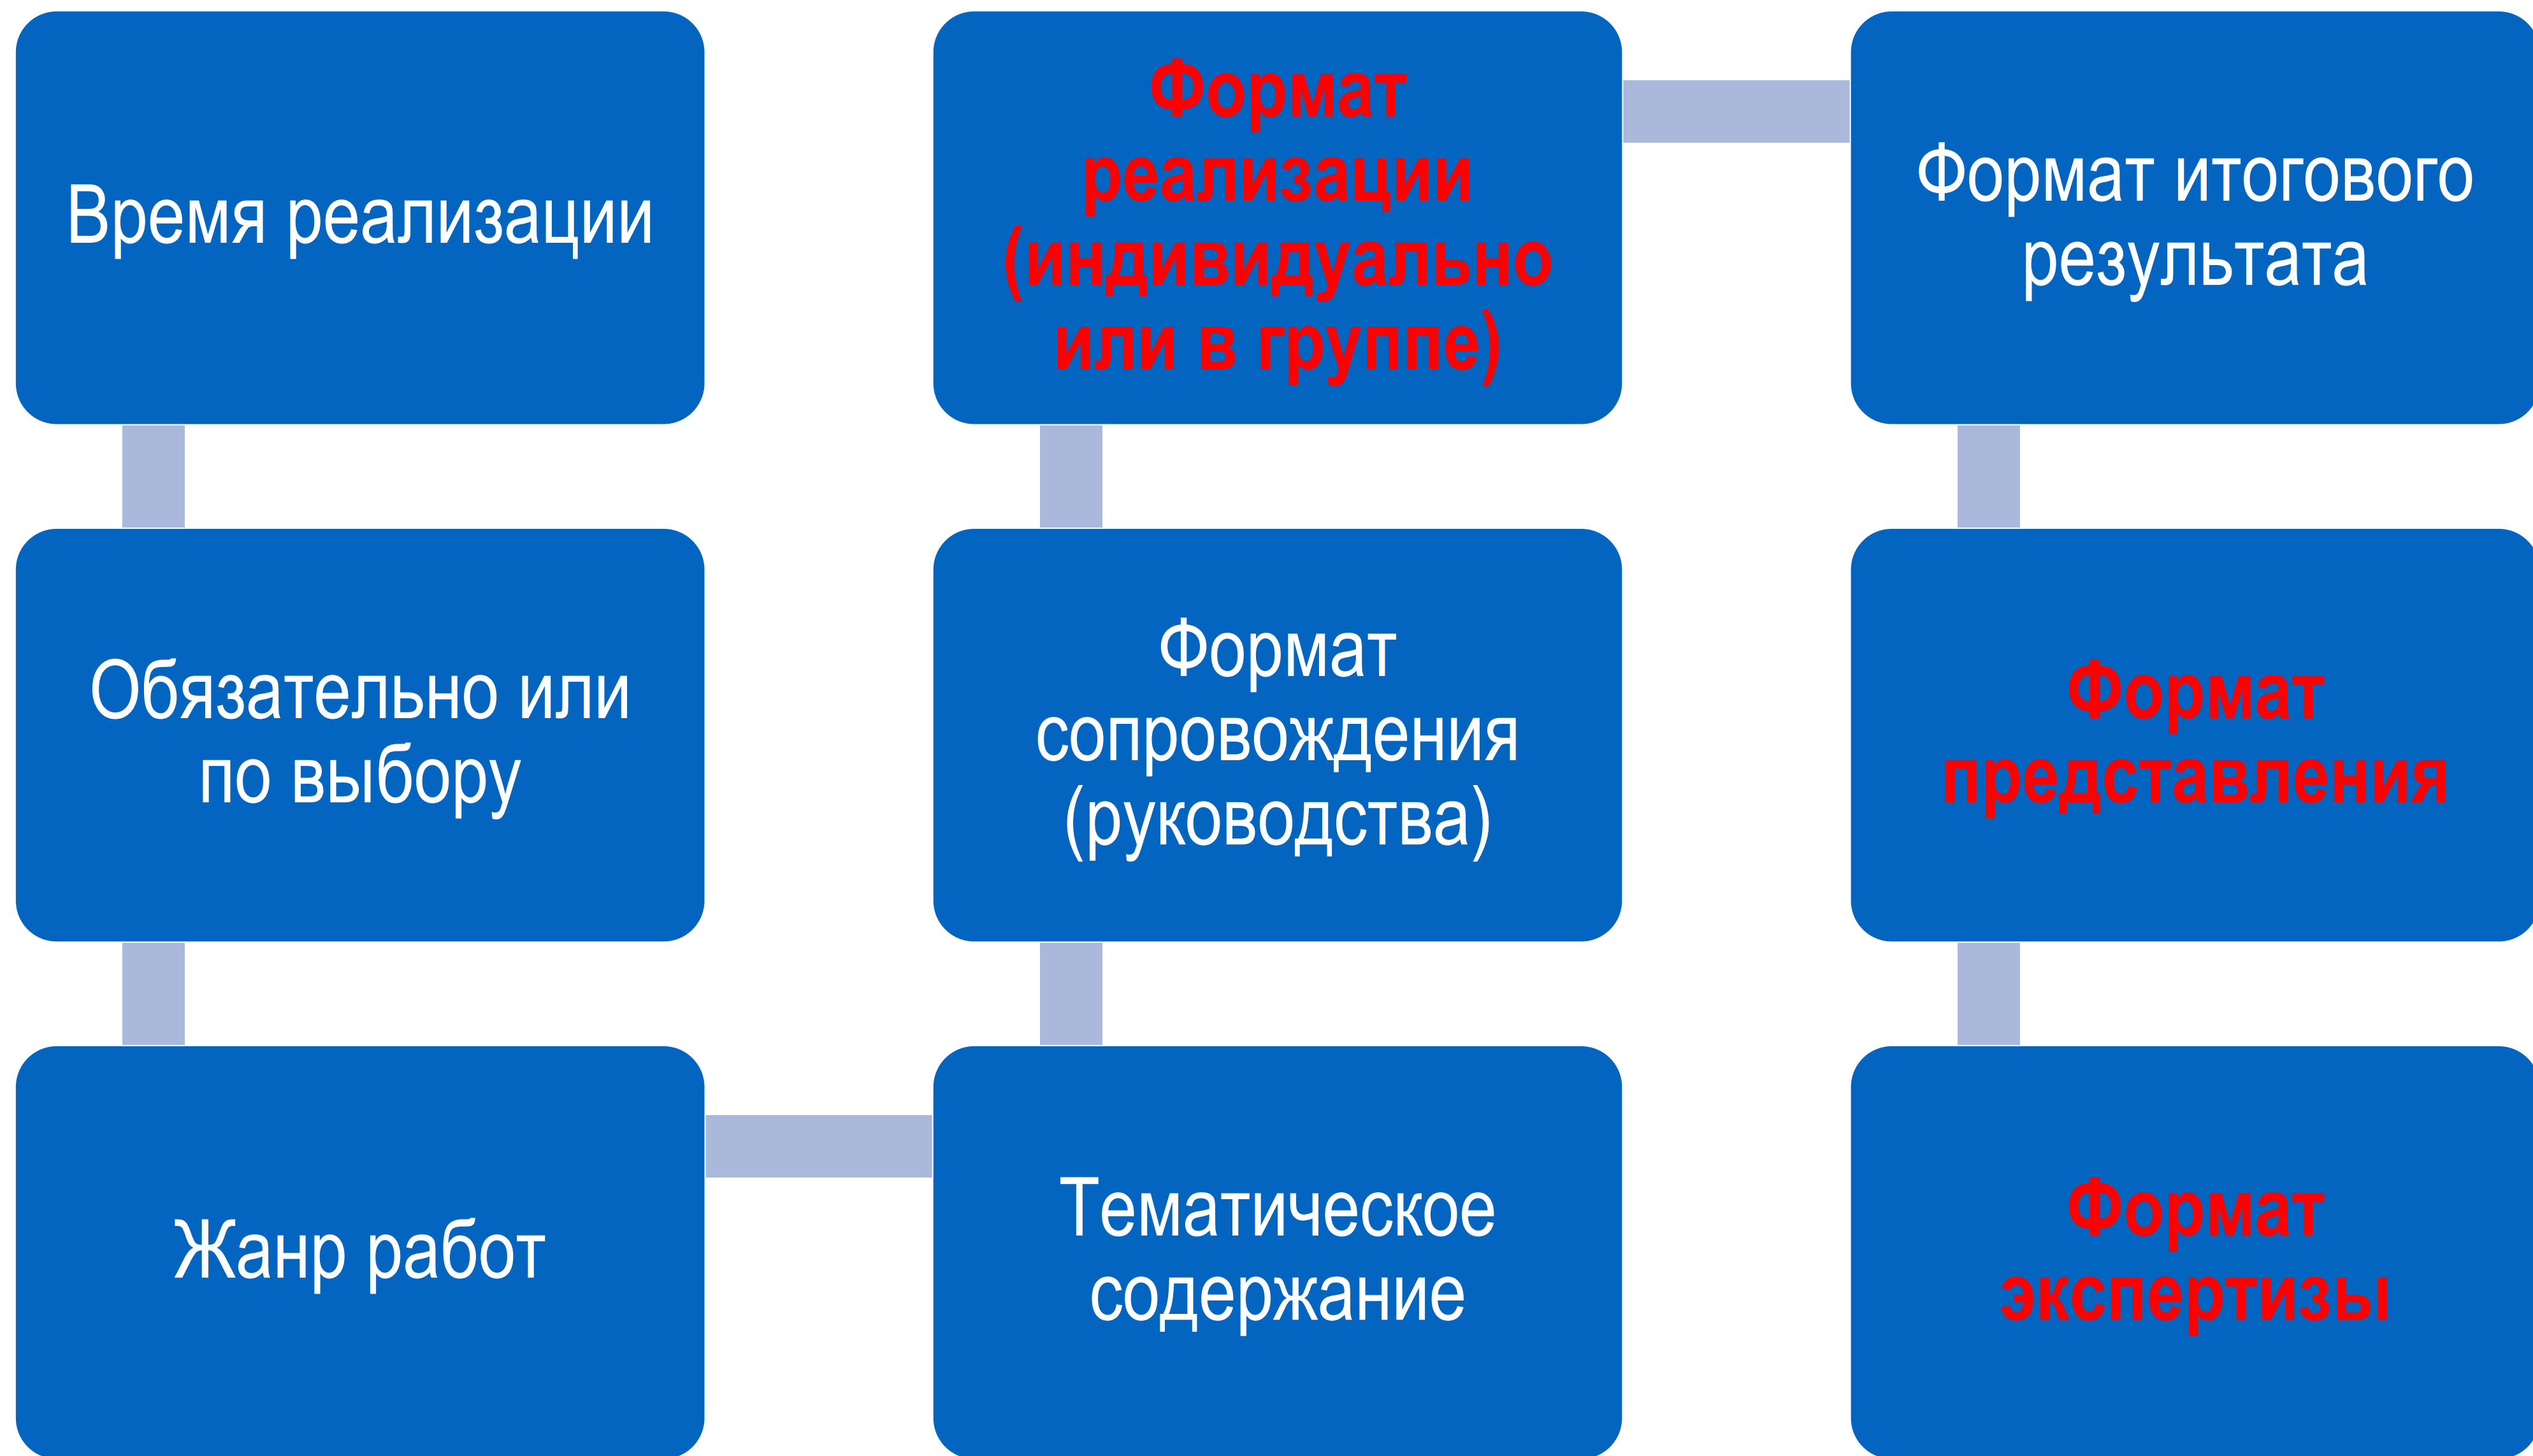 Время реализации
Обязательно или
по выбору
Жанр работ
Тематическое
содержание
Формат
сопровождения
(руководства)
Формат
реализации
(индивидуально
или в группе)
Формат итогового
результата
Формат
представления
Формат
экспертизы